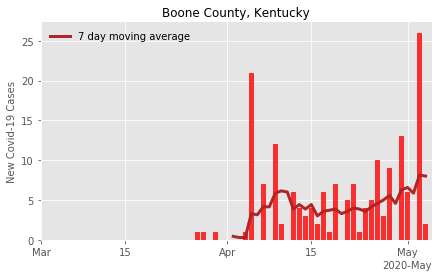 Boone County, Kentucky
7 day moving average
New Covid-19 Cases
25
20
15
10
5
0
Mar 15 Apr 15 May
2020-May